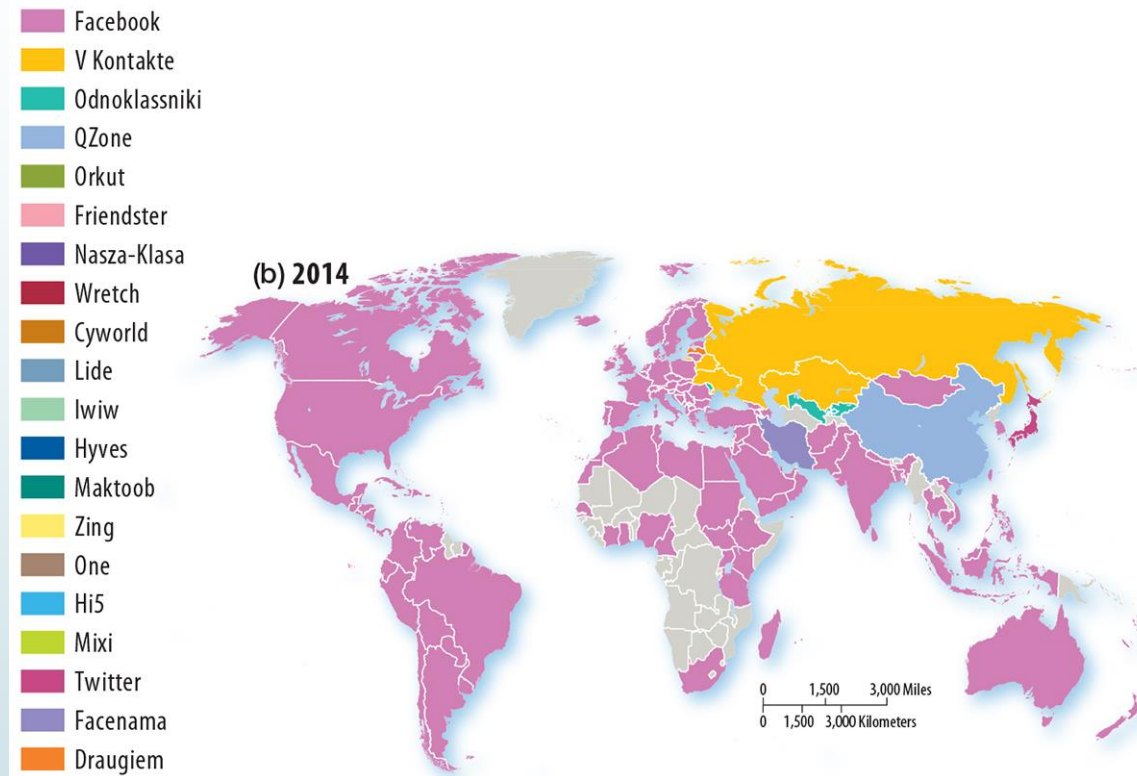 Facebook
V Kontakte
Odnoklassniki
QZone
Orkut
Friendster
Nasza-Klasa
Wretch
Cyworld
Lide
Iwiw
Hyves
Maktoob
Zing
One
Hi5
Mixi
Twitter
Facenama
Draugiem
(b) 2014
0 1,500 3,000 Miles
0 1,500 3,000 Kilometers